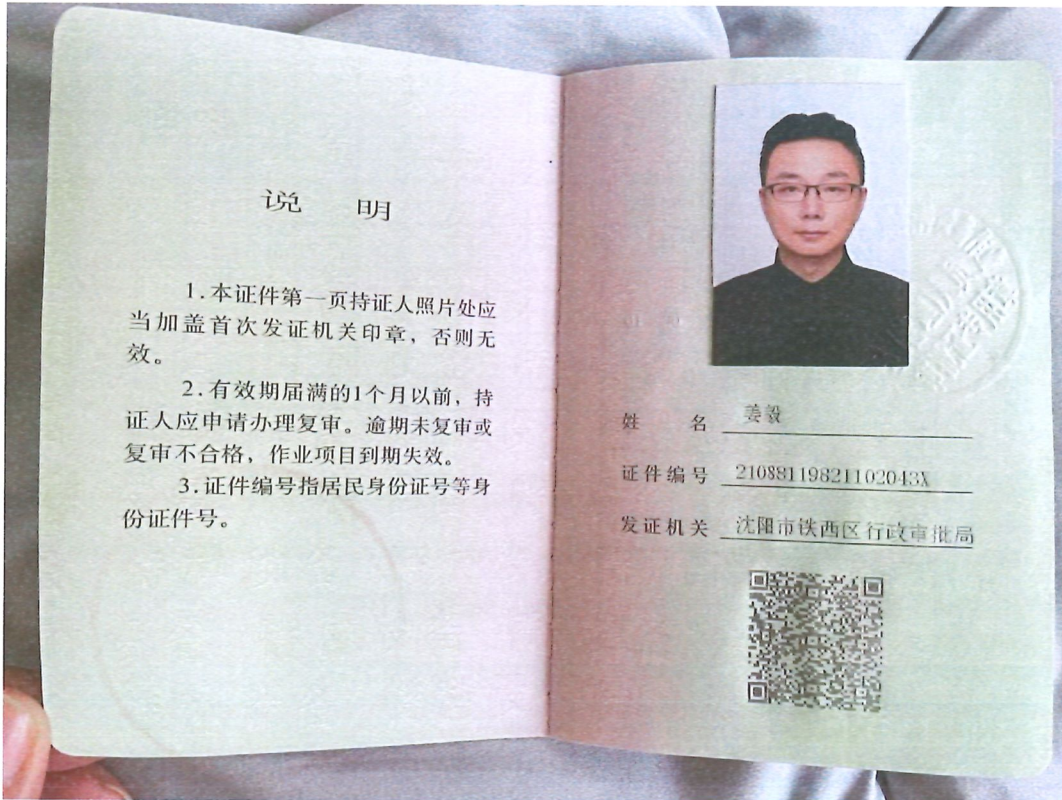 说 明
1.本证件第一页持证人照片处应
当加盖首次发证机关印章，否则无
效。
2.有效期届满的1个月以前，持
证人应申请办理复审。逾期未复审或
复审不合格，作业项目到期失效。
3.证件编号指居民身份证号等身
份证件号。
姓 名 姜毅
证件编号 21088119821102043X
发证机关 沈阳市铁西区行政审批局